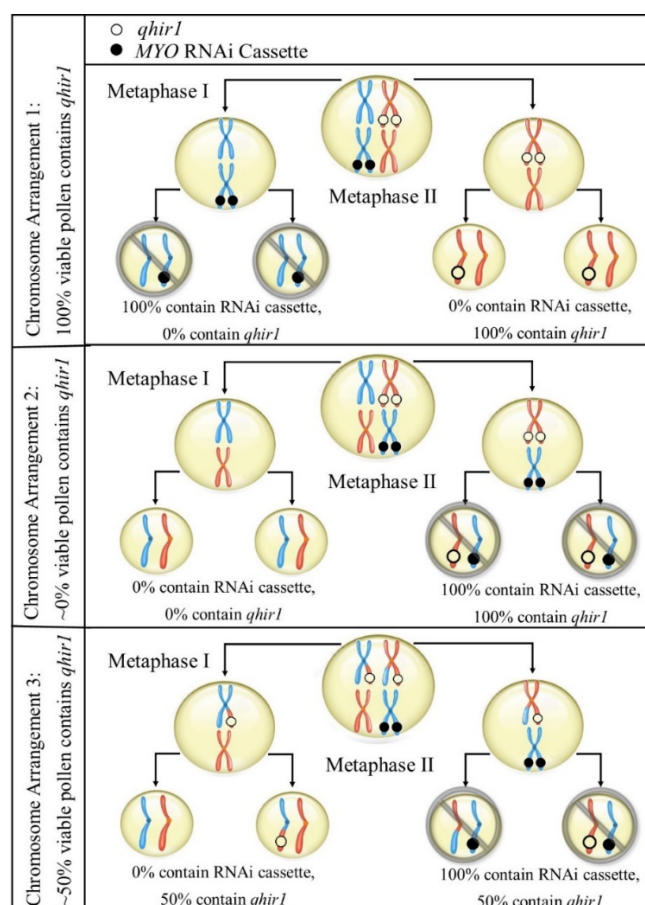 qhir1
MYO RNAi Cassette
Chromosome Arrangement 1:
100% viable pollen contains qhir1
Metaphase I
Metaphase II
100% contain RNAi cassette,
0% contain qhir1
0% contain RNAi cassette,
100% contain qhir1
Chromosome Arrangement 2:
~0% viable pollen contains qhir1
Metaphase I
Metaphase II
0% contain RNAi cassette,
0% contain qhir1
100% contain RNAi cassette,
100% contain qhir1
Chromosome Arrangement 3:
~50% viable pollen contains qhir1
Metaphase I
Metaphase II
0% contain RNAi cassette,
50% contain qhir1
100% contain RNAi cassette,
50% contain qhir1